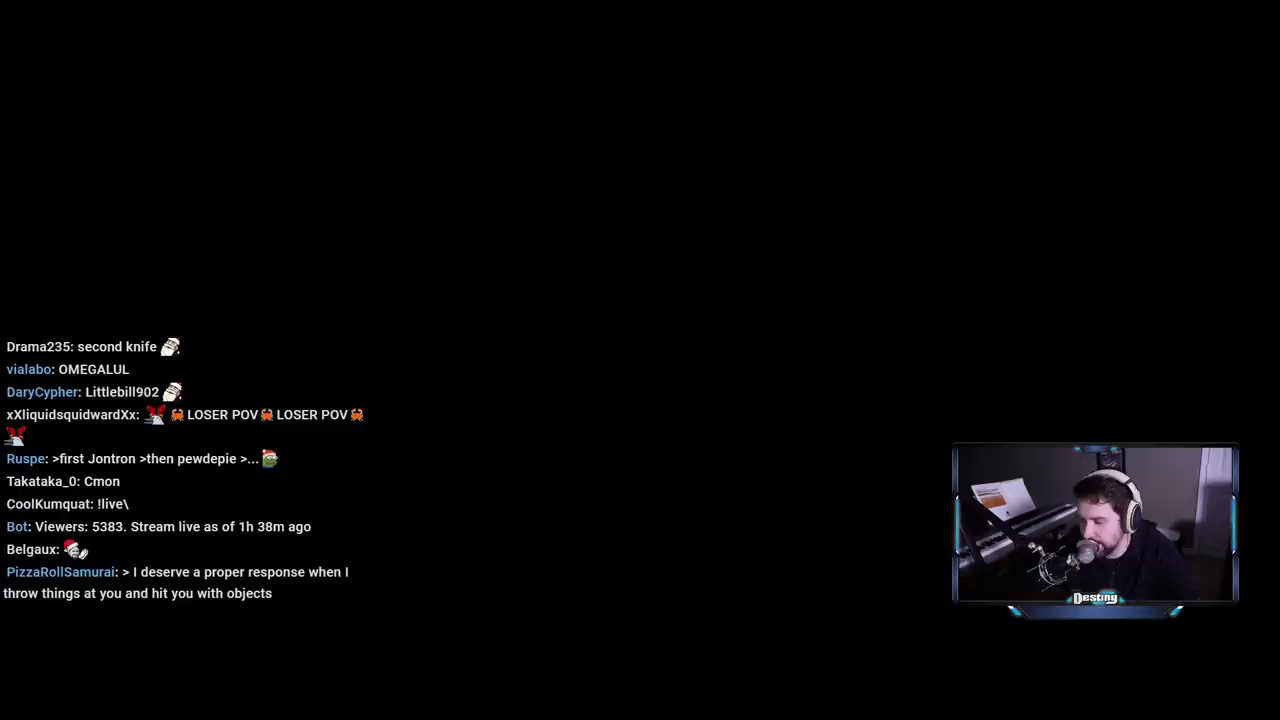 Drama235: second knife
vialabo: OMEGALUL
DaryCypher: Littlebill902
xXliquidsquidwardXx: 🦀LOSER POV🦀LOSER POV🦀
Ruspe: >first Jontron >then pewdepie >...
Takataka_0: Cmon
CoolKumquat: !live\
Bot: Viewers: 5383. Stream live as of 1h 38m ago
Belgaux:
PizzaRollSamurai: > I deserve a proper response when I
throw things at you and hit you with objects
Destiny